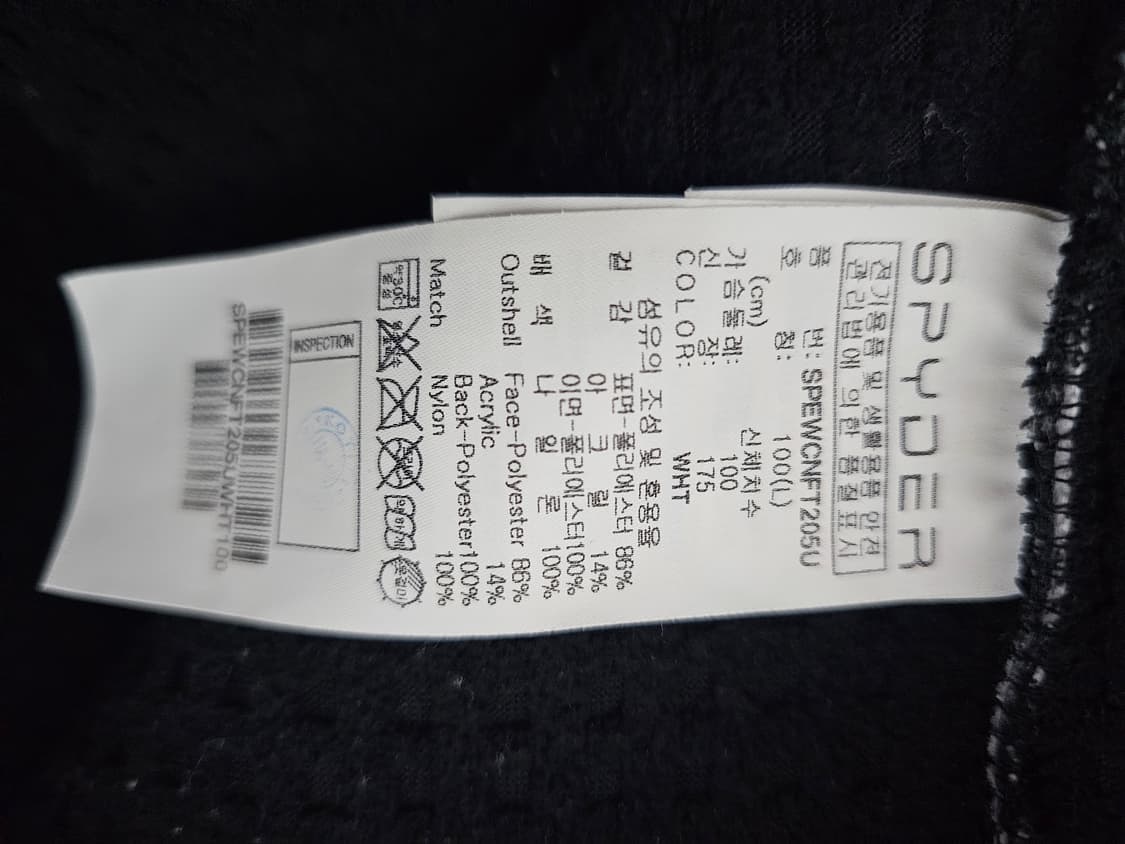 SPYDER
전기용품 및 생활용품 안전
관리법에 의한 품질표시
품 번: SPEWCNFT205U
호 칭: 100(L)
(cm) 신체치수
가슴둘레: 100
신 장: 175
COLOR: WHT
섬유의 조성 및 혼용율
겉 감 표면-폴리에스터 86%
아 크 릴 14%
이면-폴리에스터100%
배 색 나 일 론 100%
Outshell Face-Polyester 86%
Acrylic 14%
Back-Polyester100%
Match Nylon 100%
약하게
INSPECTION
SPEWCNFT205UWHT100